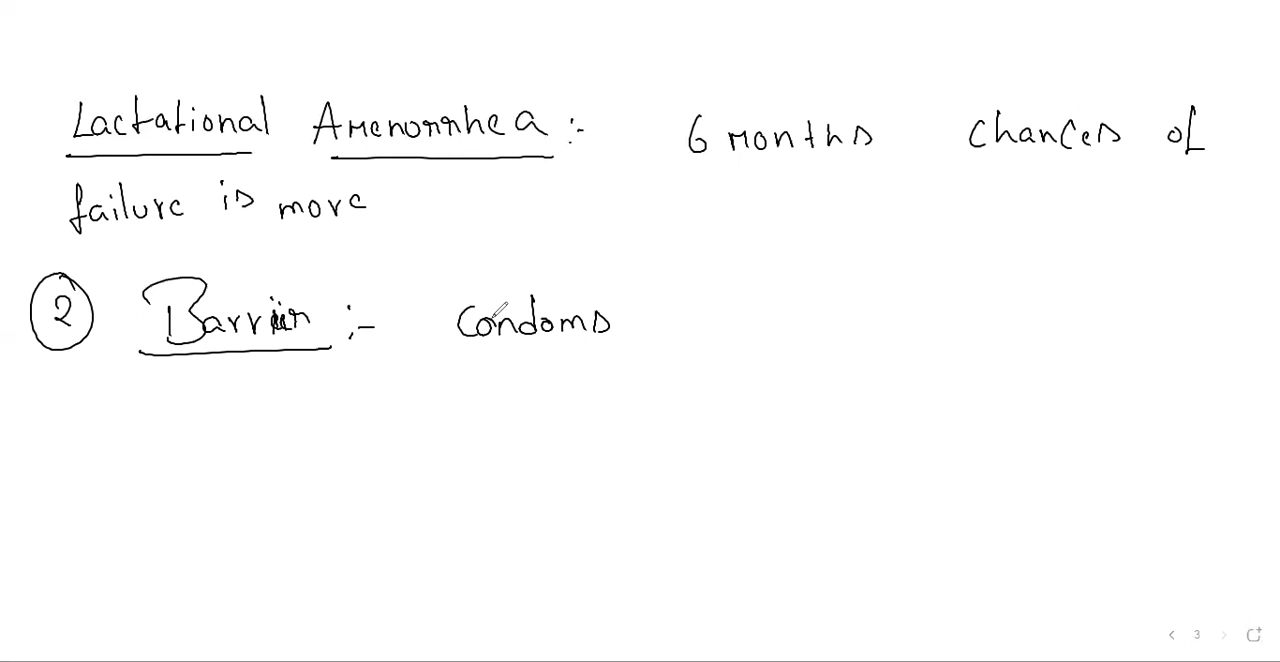 Lactational Amenorrhea :- 6 months chances of
failure is more
2 Barrier :- Condoms
3